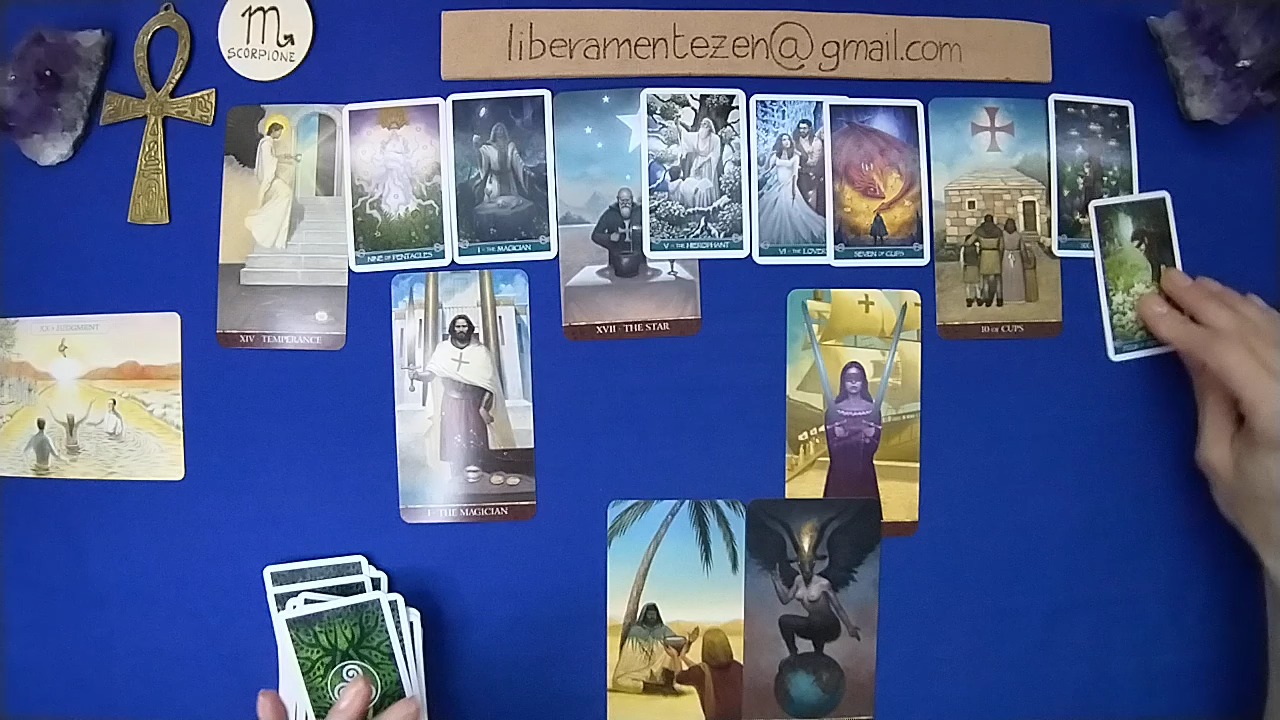 SCORPIONE
liberamentezen@gmail.com
XIV · TEMPERANCE
NINE OF PENTACLES
I - THE MAGICIAN
XVII · THE STAR
V - THE HIEROPHANT
VI - THE LOVER
SEVEN OF CUPS
10 OF CUPS
XX · JUDGMENT
I · THE MAGICIAN